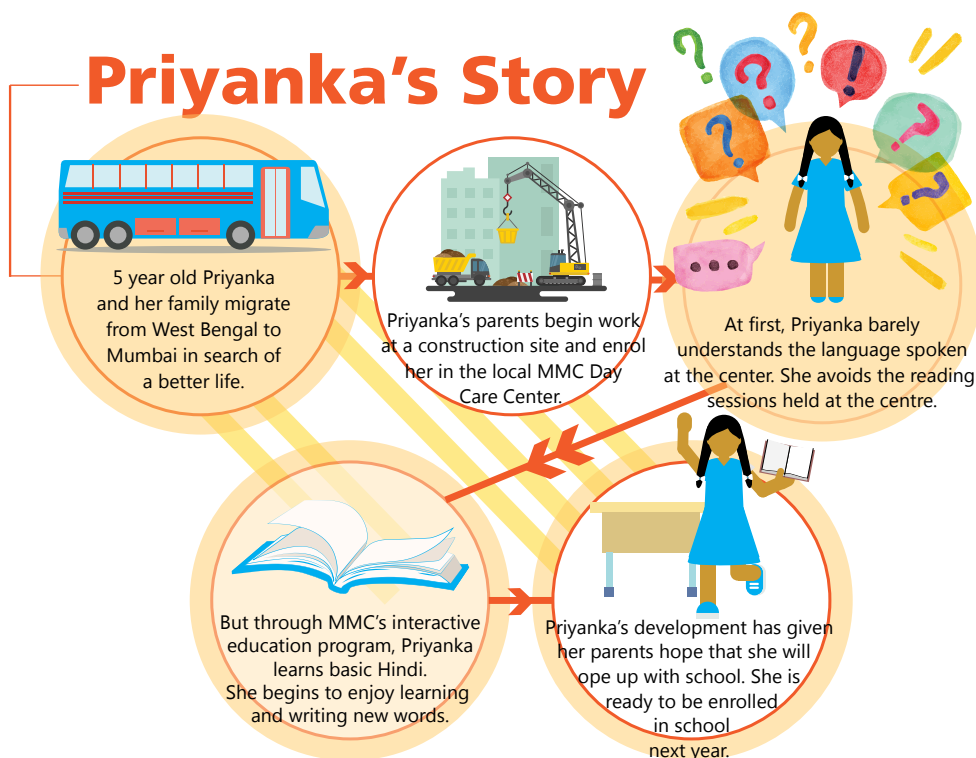 Priyanka's Story
5 year old Priyanka
and her family migrate
from West Bengal to
Mumbai in search of
a better life.
Priyanka's parents begin work
at a construction site and enrol
her in the local MMC Day
Care Center.
At first, Priyanka barely
understands the language spoken
at the center. She avoids the reading
sessions held at the centre.
But through MMC's interactive
education program, Priyanka
learns basic Hindi.
She begins to enjoy learning
and writing new words.
Priyanka's development has given
her parents hope that she will
ope up with school. She is
ready to be enrolled
in school
next year.